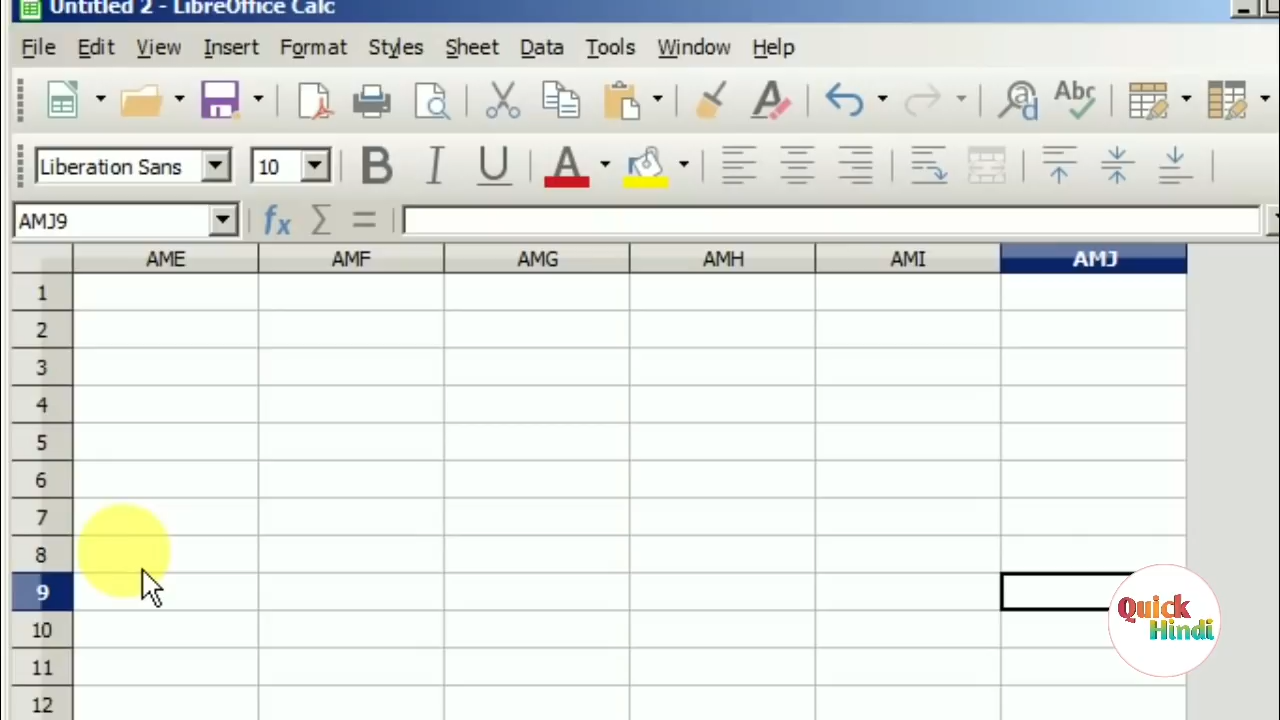 Untitled 2 - LibreOffice Calc
File Edit View Insert Format Styles Sheet Data Tools Window Help
Abc
Liberation Sans 10 B I U A
AMJ9 fx Σ =
AME AMF AMG AMH AMI AMJ
1
2
3
4
5
6
7
8
9
10
11
12
Quick
Hindi